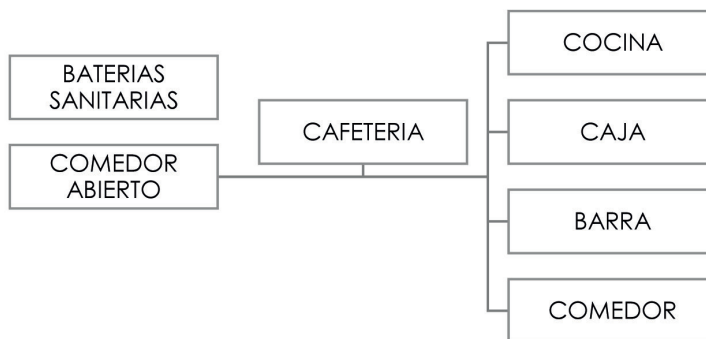 BATERIAS
SANITARIAS
COMEDOR
ABIERTO
CAFETERIA
COCINA
CAJA
BARRA
COMEDOR